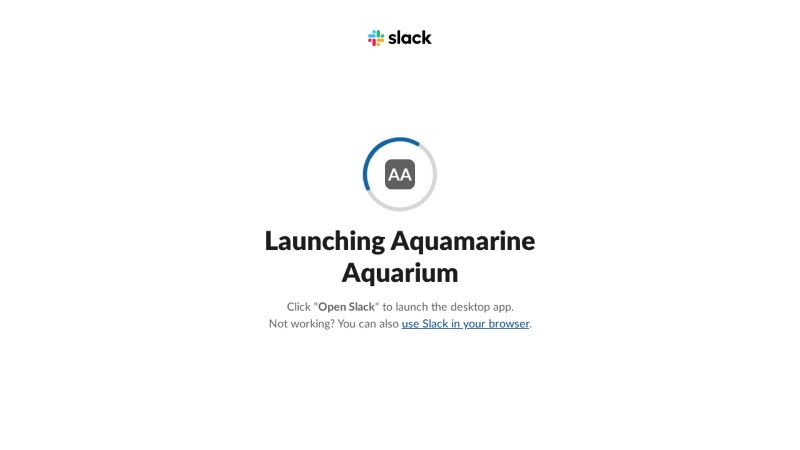 slack
AA
Launching Aquamarine
Aquarium
Click "Open Slack" to launch the desktop app.
Not working? You can also use Slack in your browser.